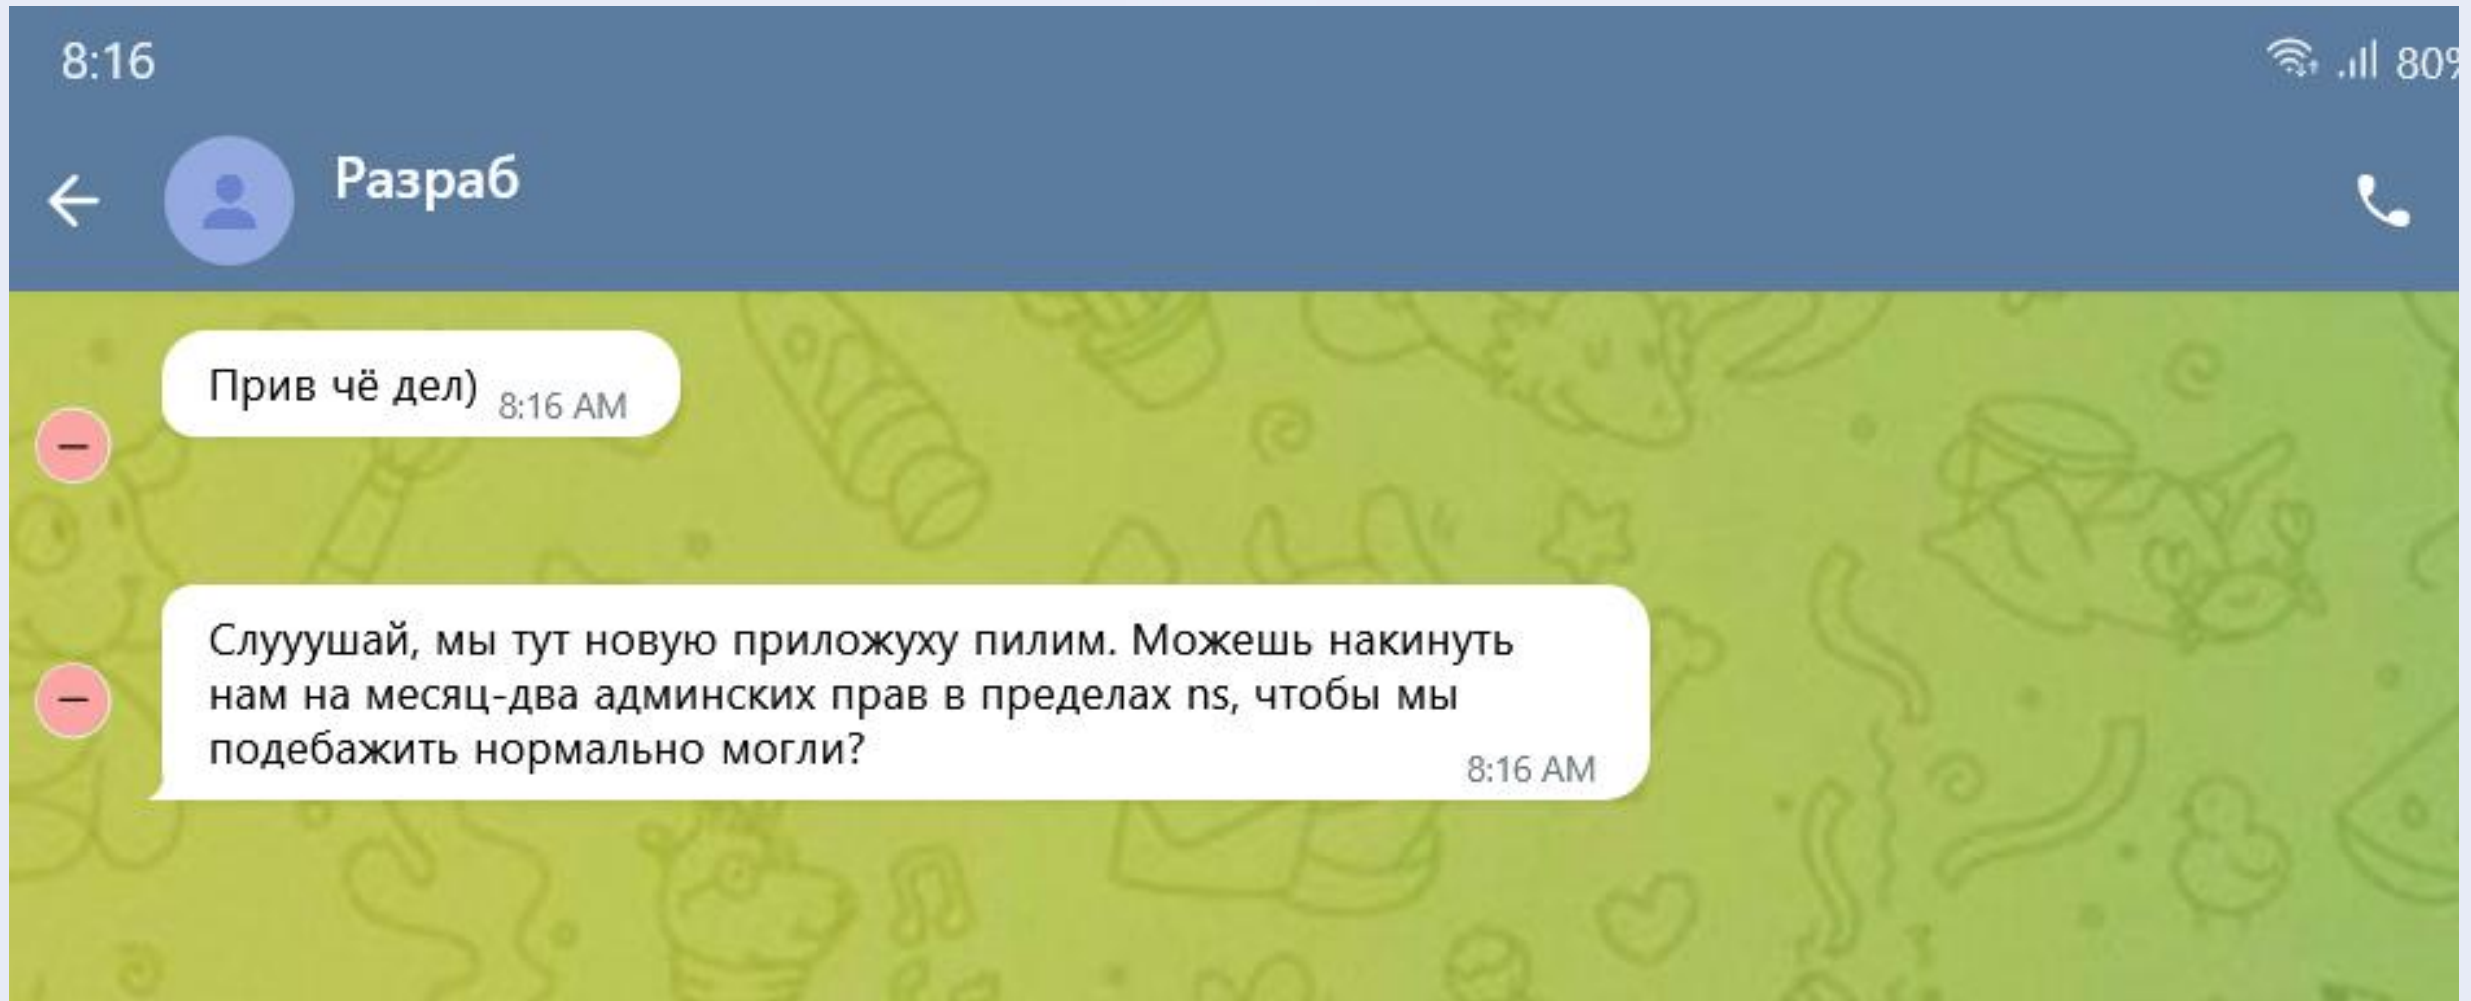 8:16
80%
Разраб
Прив чё дел) 8:16 AM
Слууушай, мы тут новую приложуху пилим. Можешь накинуть
нам на месяц-два админских прав в пределах ns, чтобы мы
подебажить нормально могли?
8:16 AM